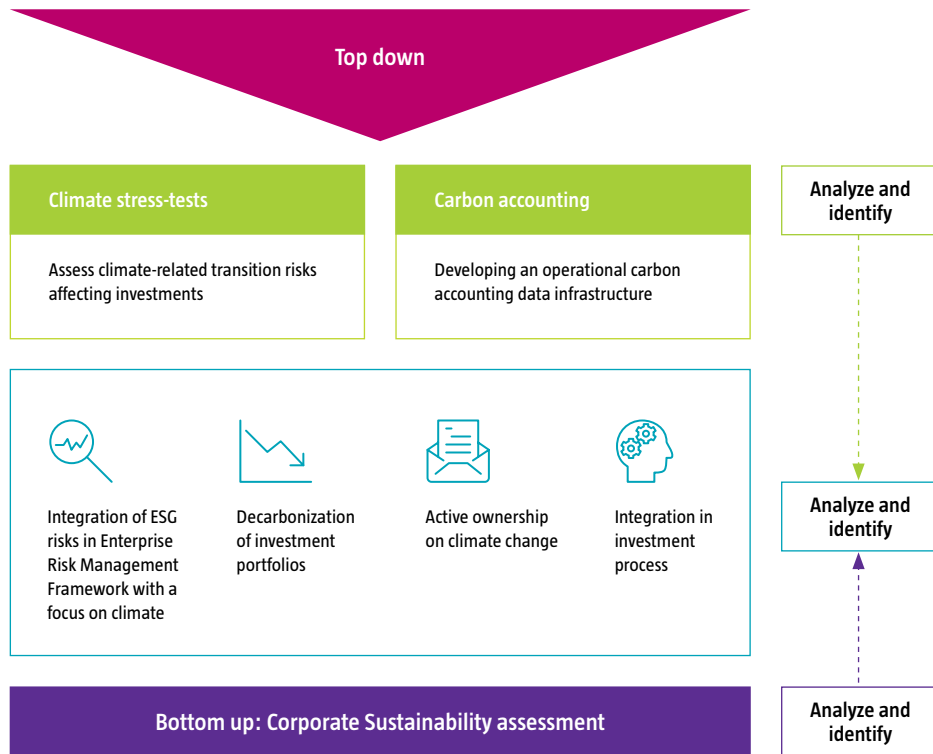 Top down
Climate stress-tests
Assess climate-related transition risks
affecting investments
Carbon accounting
Developing an operational carbon
accounting data infrastructure
Analyze and
identify
Integration of ESG
risks in Enterprise
Risk Management
Framework with a
focus on climate
Decarbonization
of investment
portfolios
Active ownership
on climate change
Integration in
investment
process
Analyze and
identify
Bottom up: Corporate Sustainability assessment
Analyze and
identify